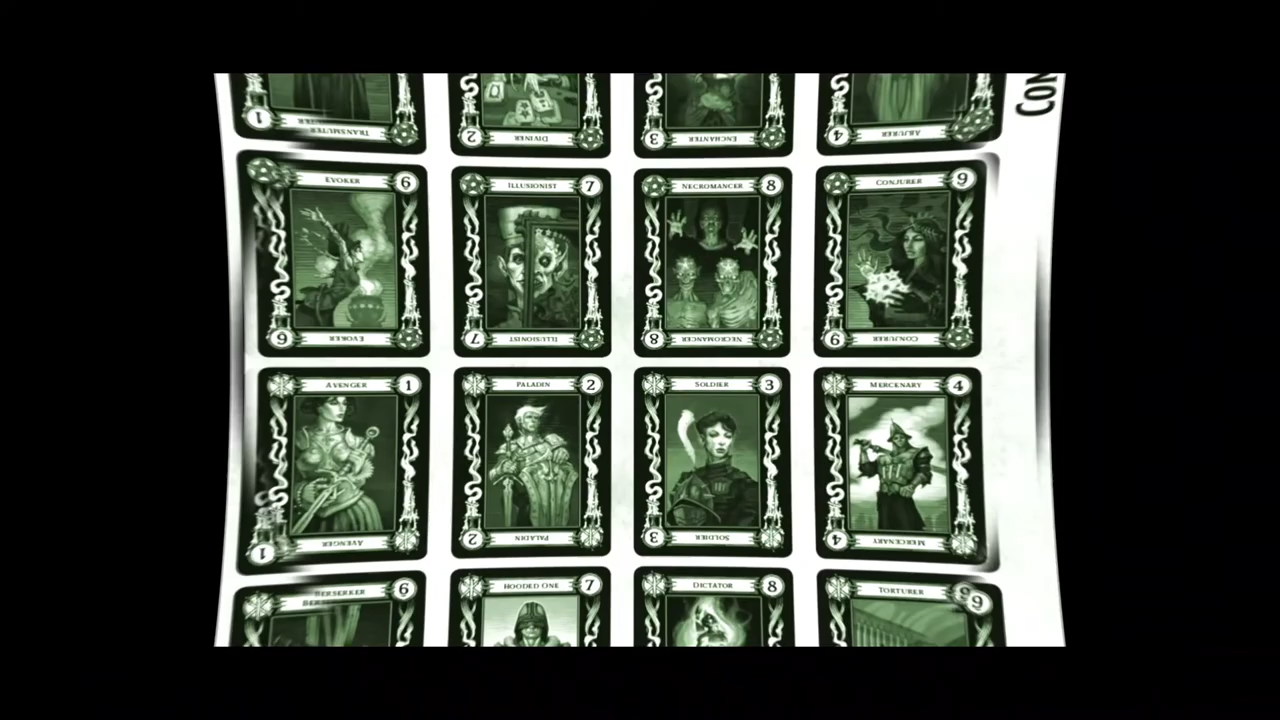 CON
1 TRANSMUTER
2 DIVINER
3 ENCHANTER
4 ABJURER
EVOKER 6
6 EVOKER
ILLUSIONIST 7
7 ILLUSIONIST
NECROMANCER 8
8 NECROMANCER
CONJURER 9
9 CONJURER
AVENGER 1
1 AVENGER
PALADIN 2
2 PALADIN
SOLDIER 3
3 SOLDIER
MERCENARY 4
4 MERCENARY
BERSERKER 6
HOODED ONE 7
DICTATOR 8
TORTURER 9